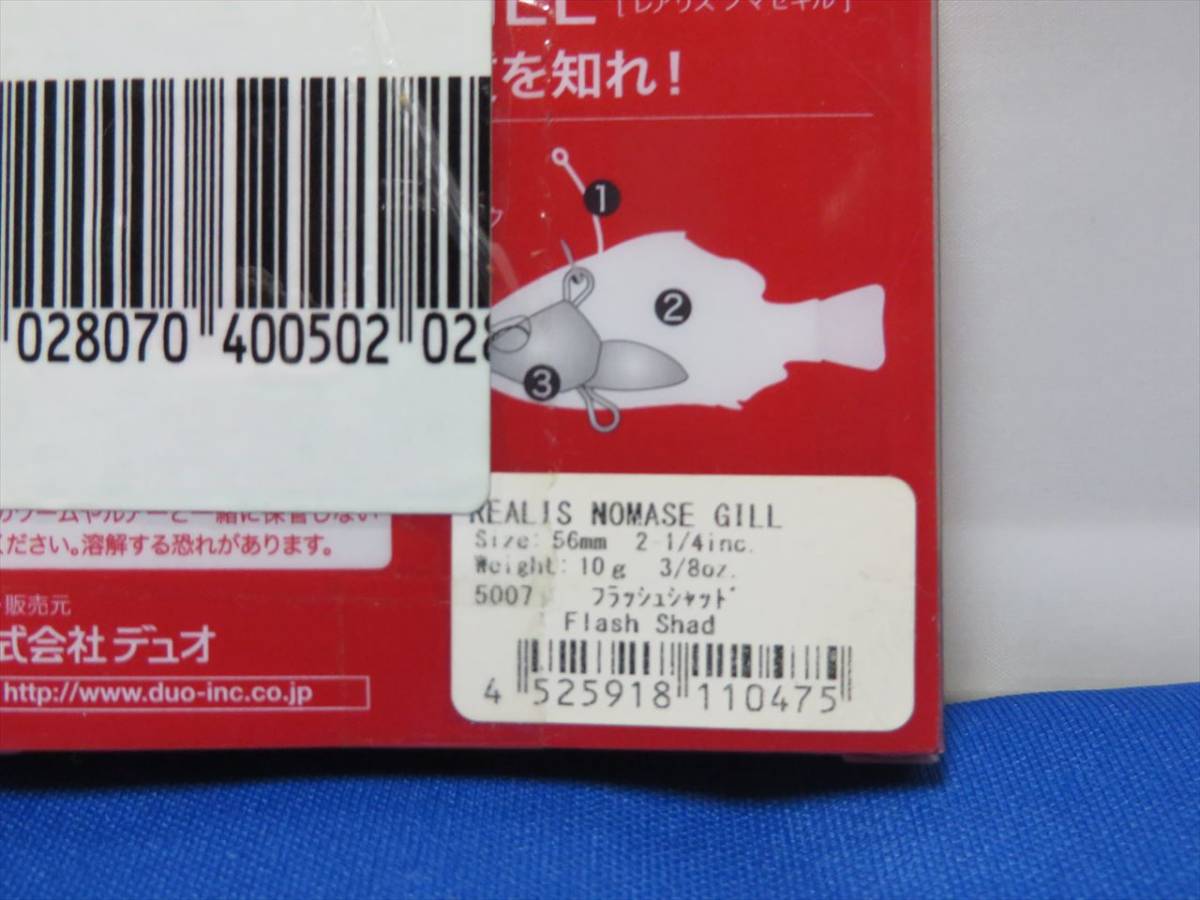 [レアリス ノマセギル]
を知れ!
1
2
3
028070 400502 02
ください。溶解する恐れがあります。
販売元
式会社デュオ
http://www.duo-inc.co.jp
REALIS NOMASE GILL
Size: 56mm 2-1/4inc.
Weight: 10g 3/8oz.
5007 フラッシュシャッド
Flash Shad
4 525918 110475